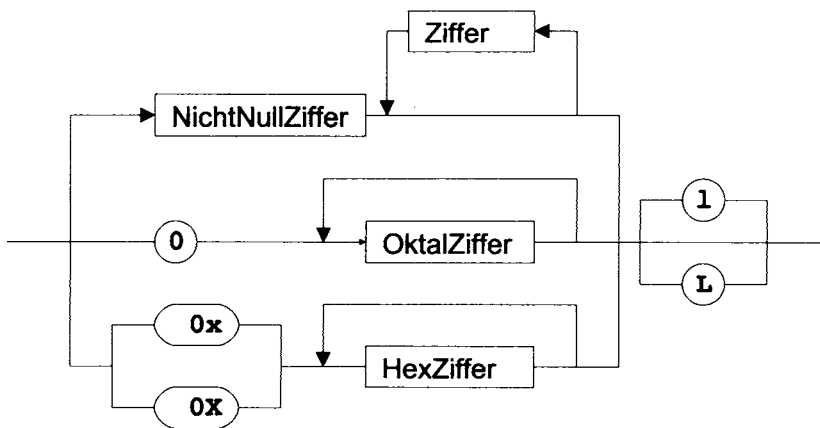 Ziffer
NichtNullZiffer
l
0 OktalZiffer
L
0x
HexZiffer
0X